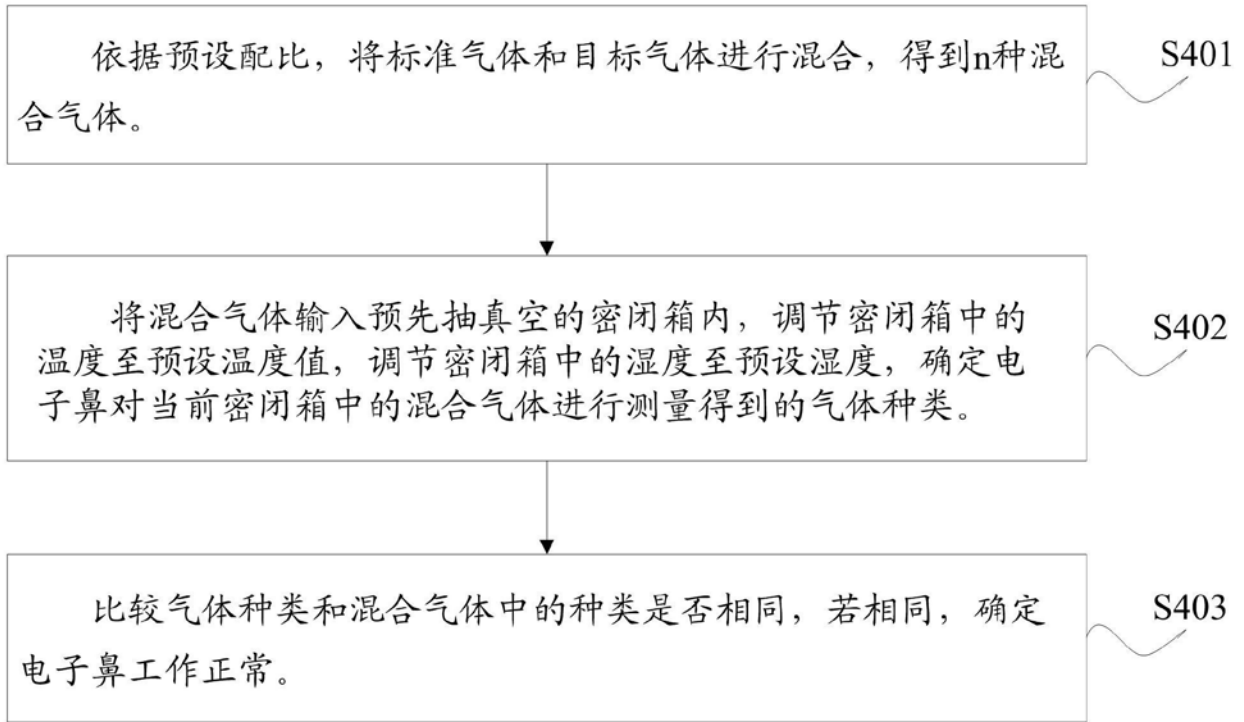 依据预设配比，将标准气体和目标气体进行混合，得到n种混
合气体。
S401
将混合气体输入预先抽真空的密闭箱内，调节密闭箱中的
温度至预设温度值，调节密闭箱中的湿度至预设湿度，确定电
子鼻对当前密闭箱中的混合气体进行测量得到的气体种类。
S402
比较气体种类和混合气体中的种类是否相同，若相同，确定
电子鼻工作正常。
S403